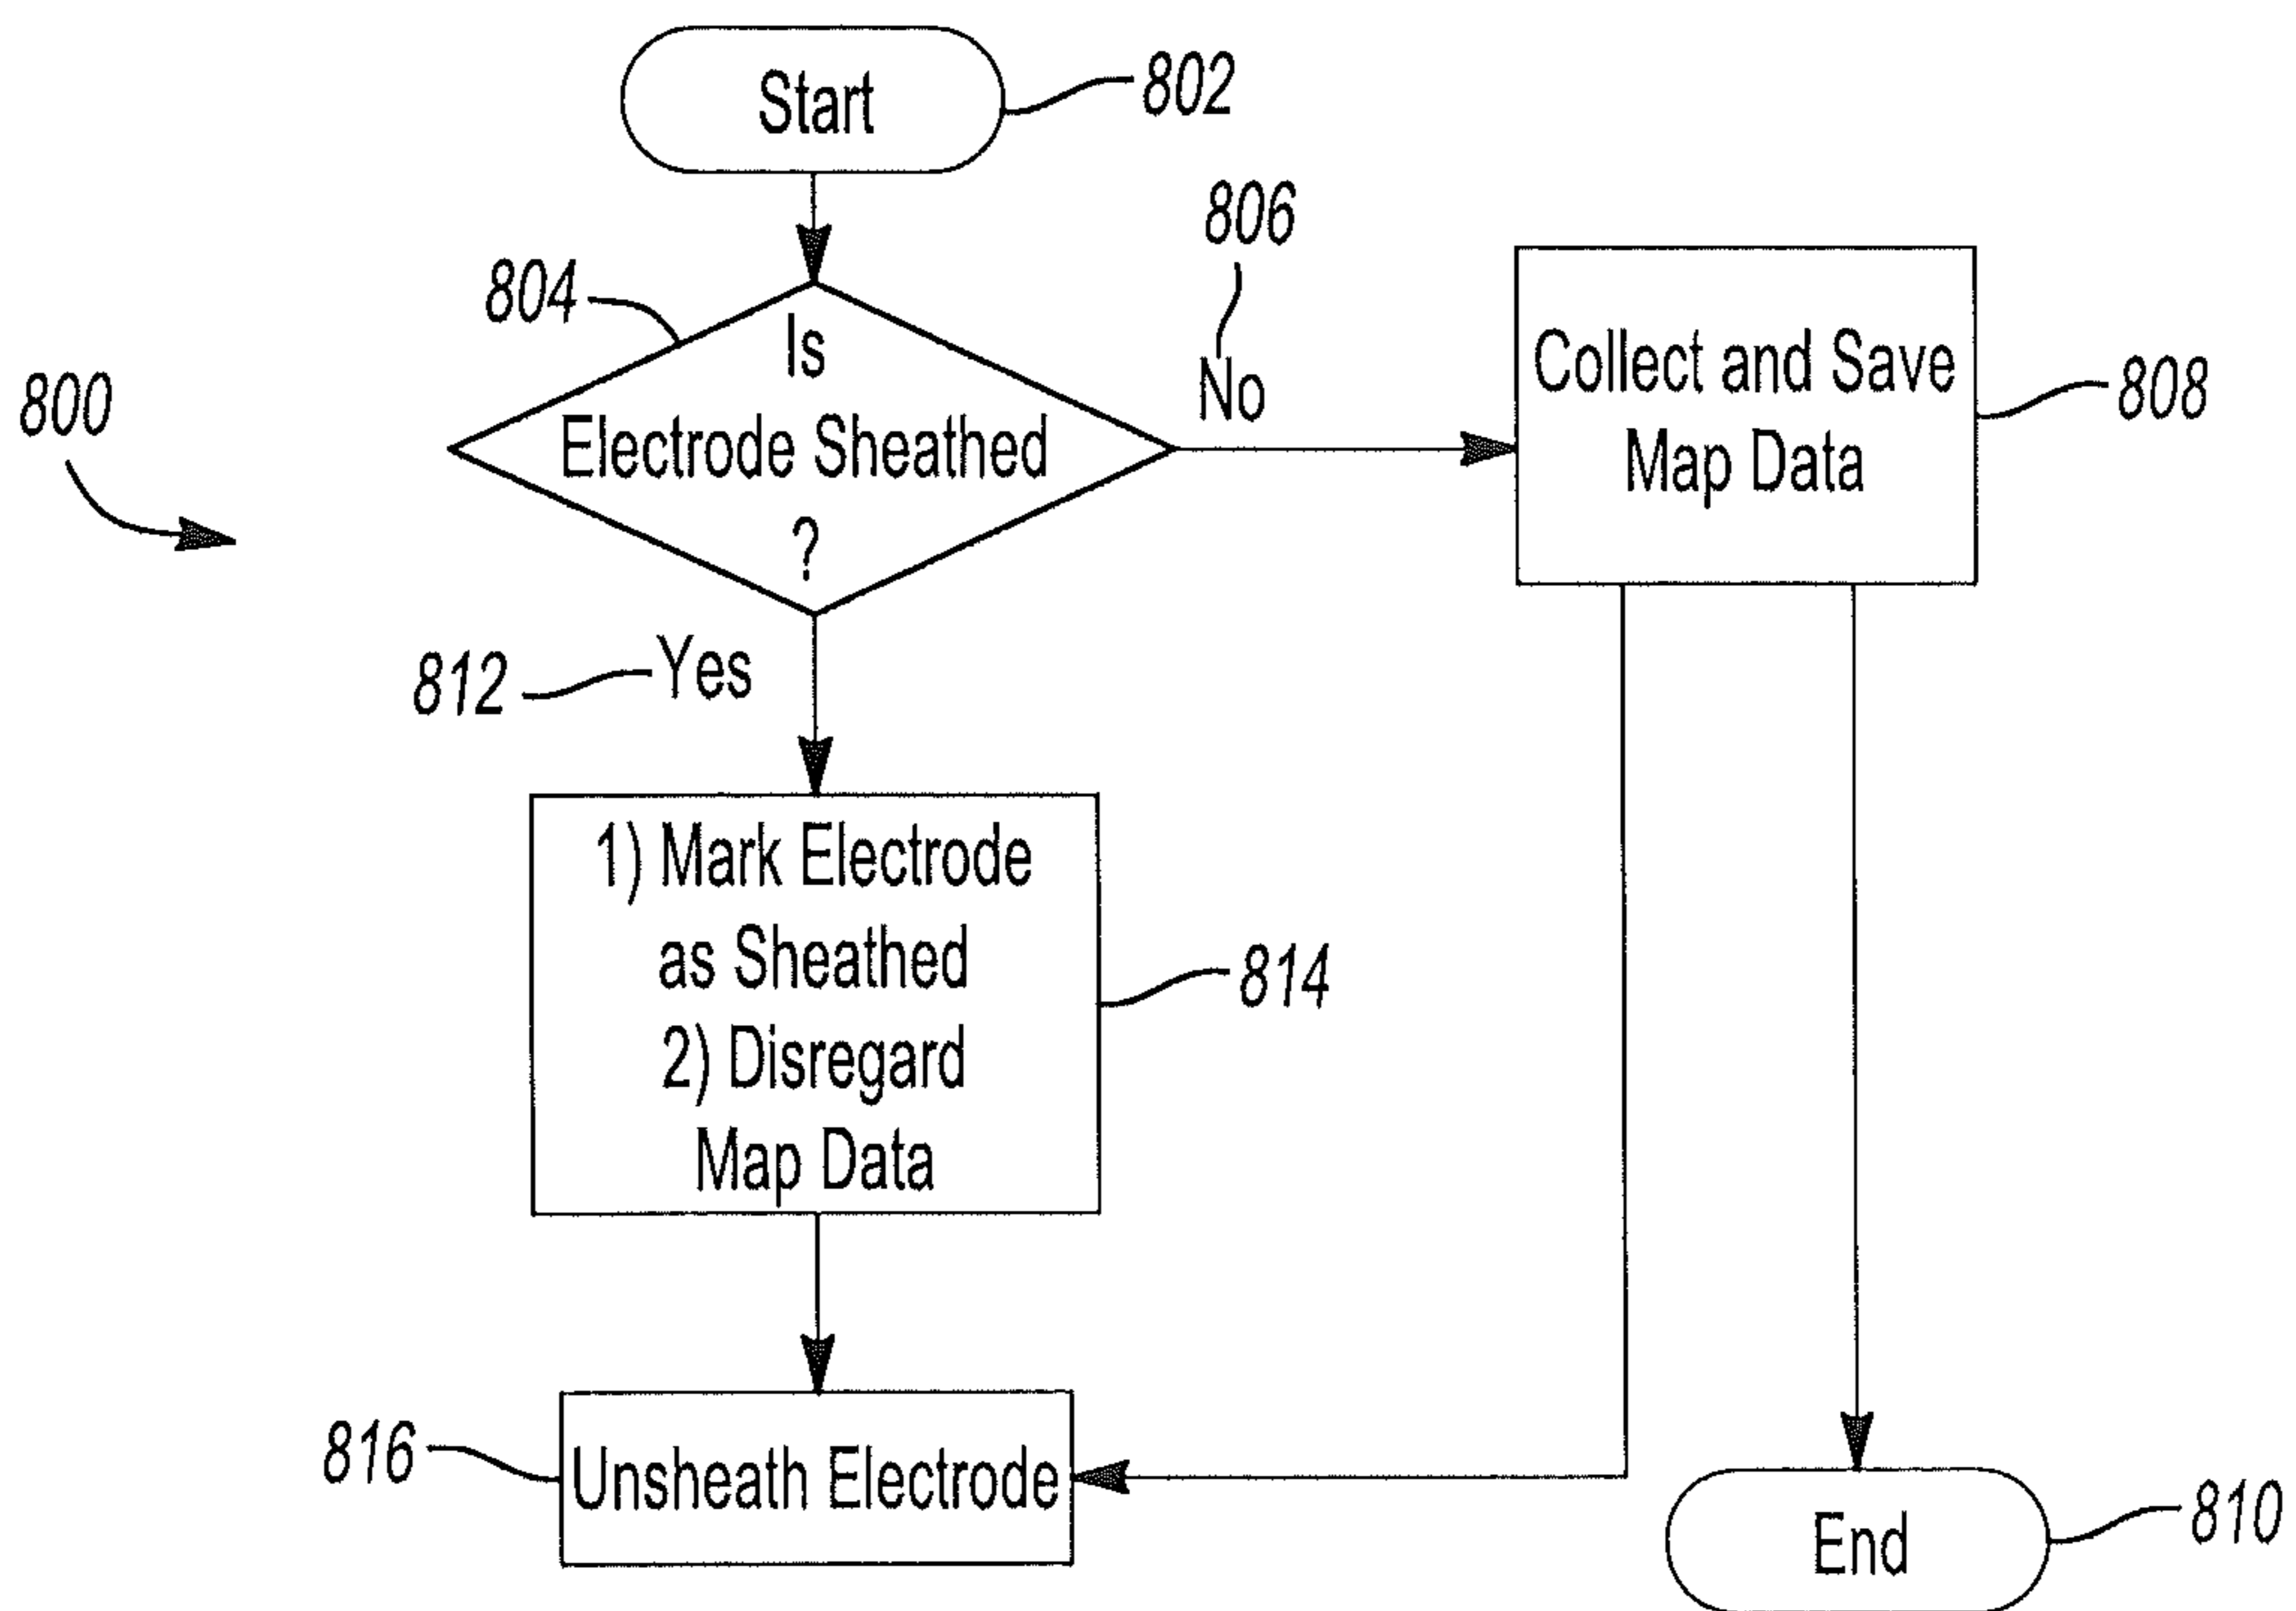 Start
802
804
Is
Electrode Sheathed
?
806
No
800
Collect and Save
Map Data
808
812
Yes
1) Mark Electrode
as Sheathed
2) Disregard
Map Data
814
816
Unsheath Electrode
End
810